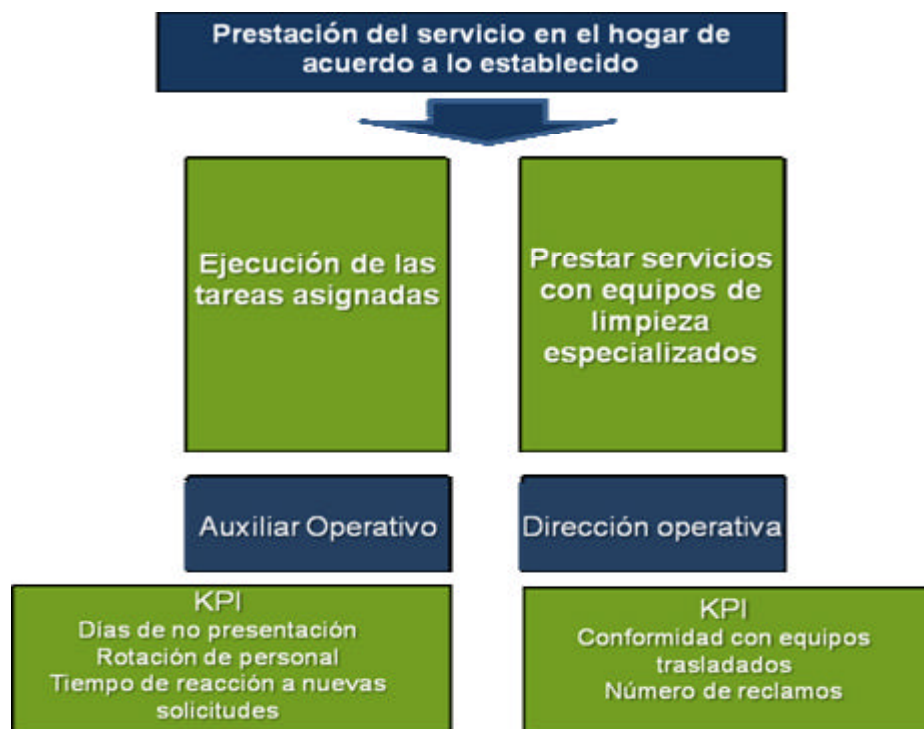 Prestación del servicio en el hogar de
acuerdo a lo establecido
Ejecución de las
tareas asignadas
Prestar servicios
con equipos de
limpieza
especializados
Auxiliar Operativo
Dirección operativa
KPI
Días de no presentación
Rotación de personal
Tiempo de reacción a nuevas
solicitudes
KPI
Conformidad con equipos
trasladados
Número de reclamos